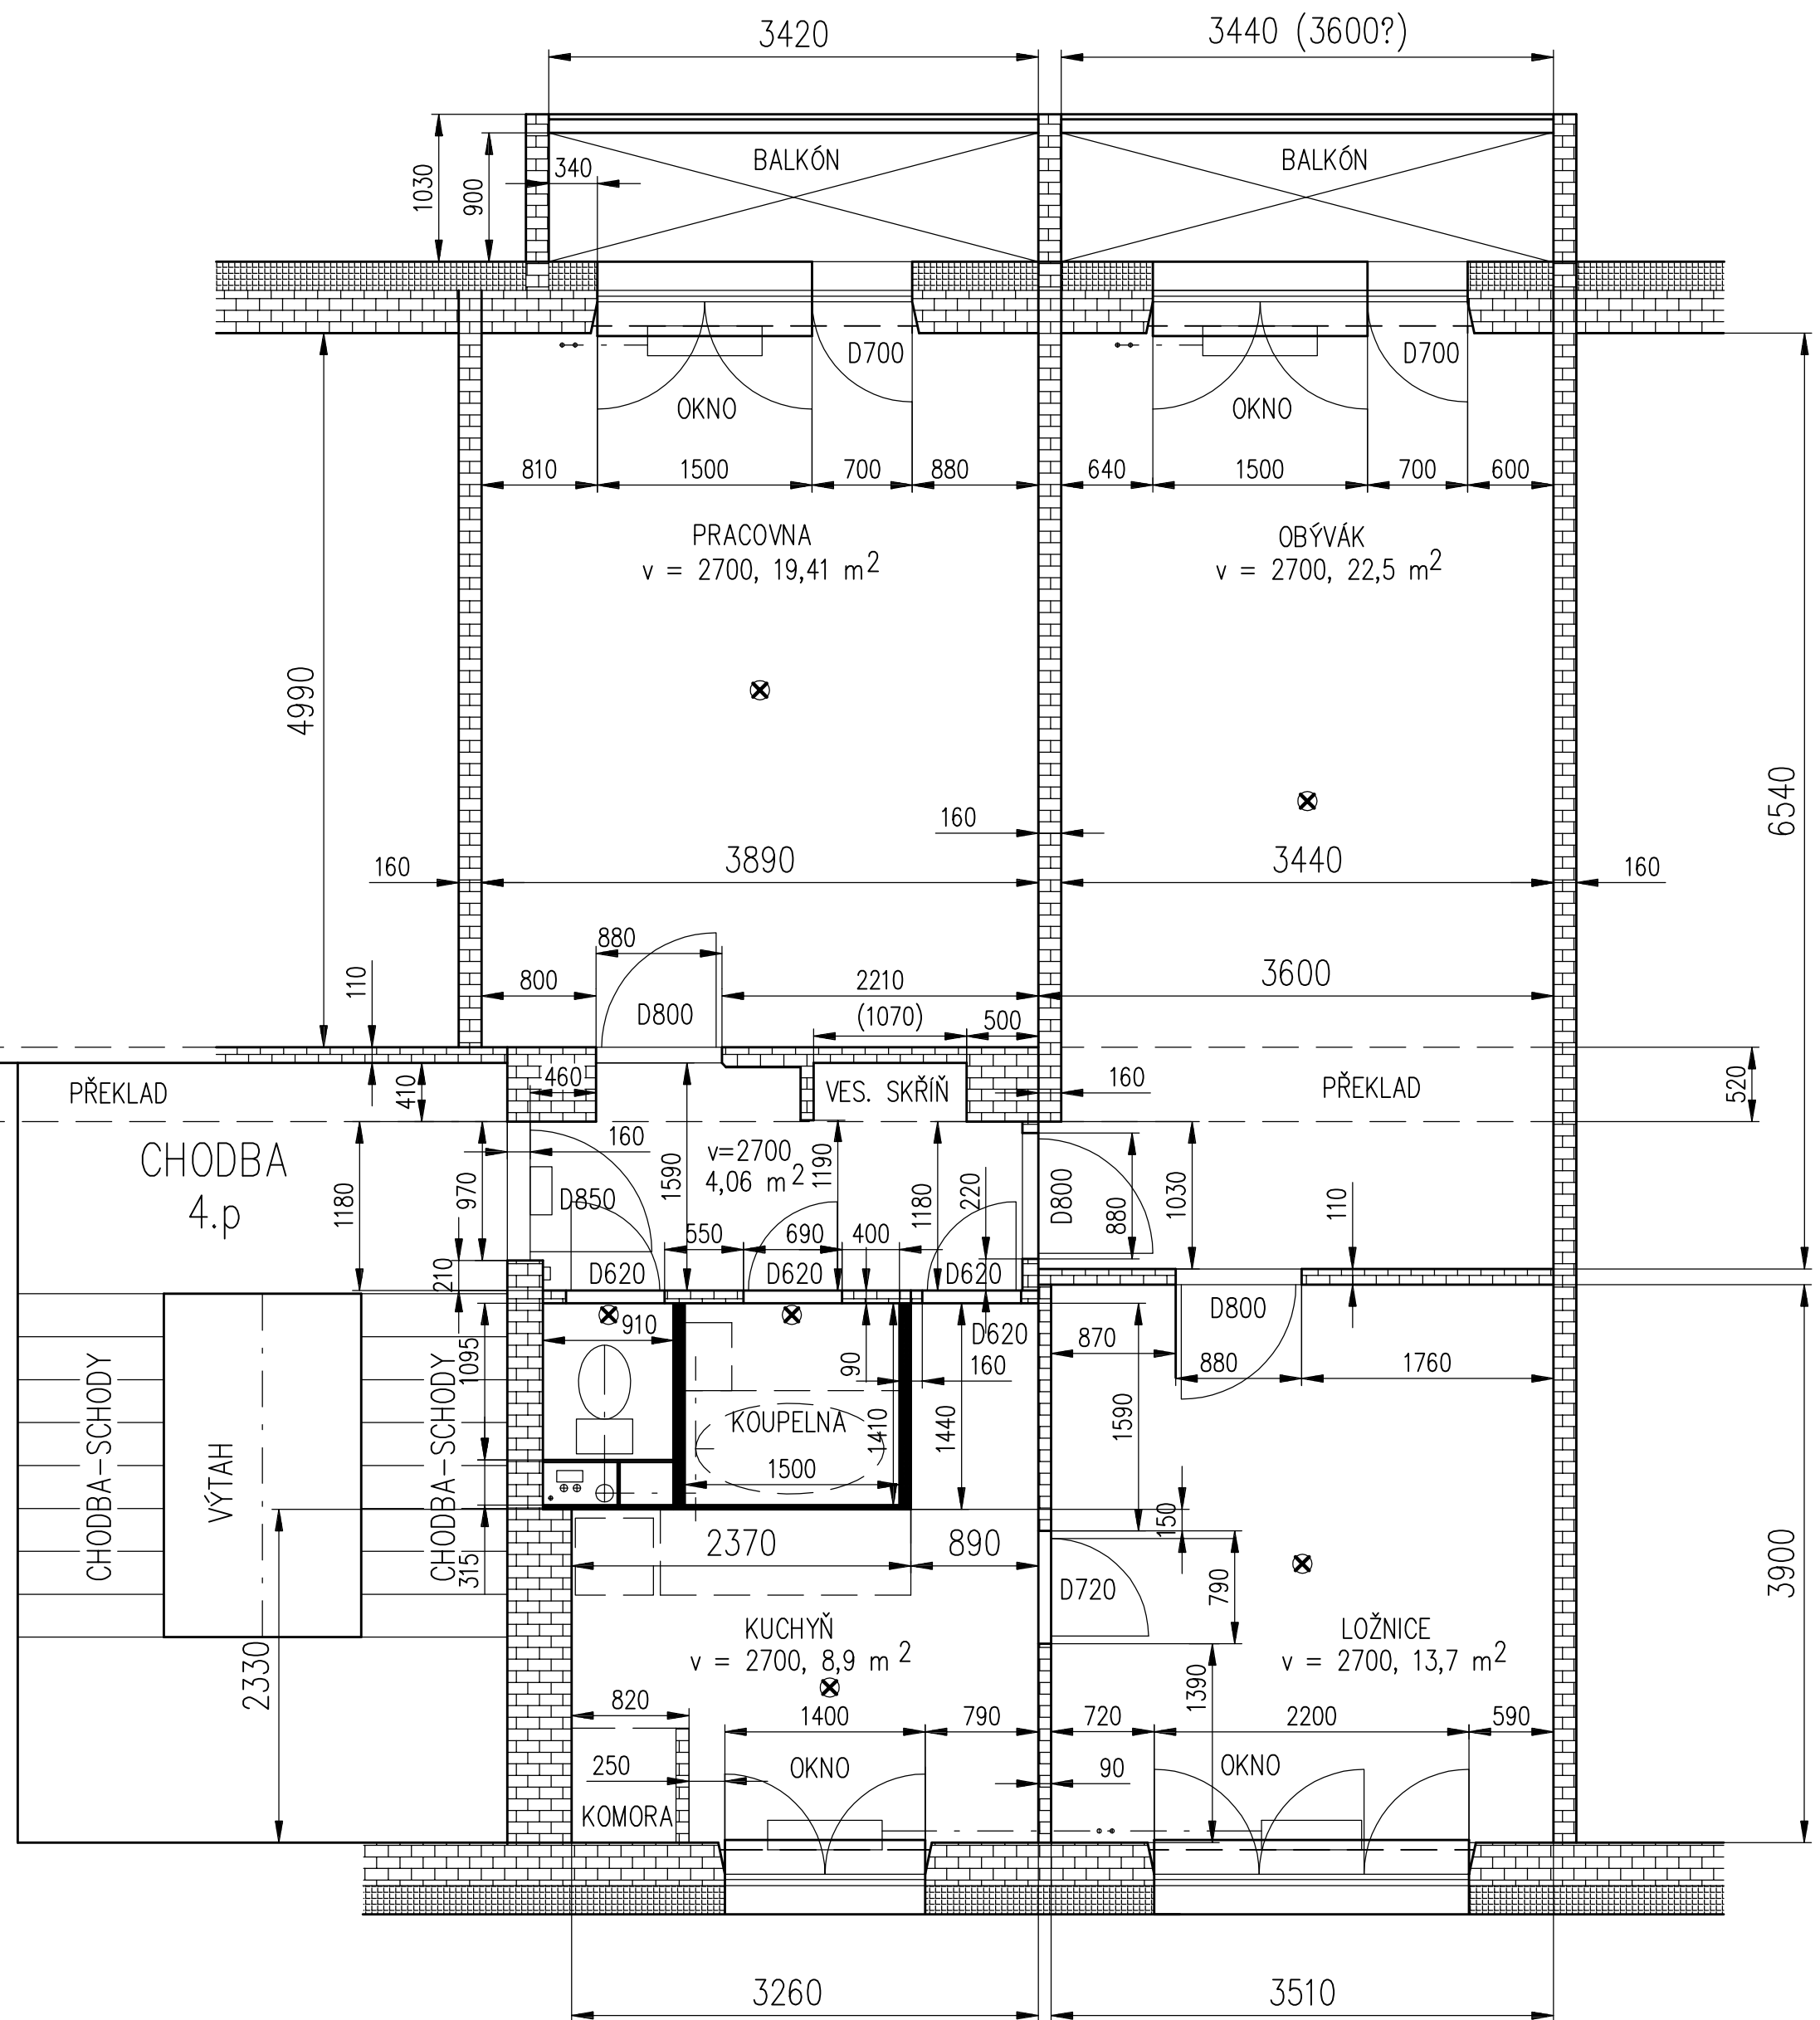 3420
3440 (3600?)
1030
900
340
BALKÓN
BALKÓN
D700
D700
OKNO
OKNO
810
1500
700
880
640
1500
700
600
PRACOVNA
v = 2700, 19,41 m2
OBÝVÁK
v = 2700, 22,5 m2
4990
6540
160
160
3890
3440
160
880
110
800
2210
3600
D800
(1070)
500
PŘEKLAD
410
460
VES. SKŘÍŇ
160
PŘEKLAD
520
CHODBA
4.p
1180
970
160
1590
v=2700
4,06 m2
1190
1180
220
D800
880
1030
110
D850
550
690
400
210
D620
D620
D620
D800
910
D620
870
880
1760
CHODBA-SCHODY
VÝTAH
CHODBA-SCHODY
1095
90
160
KOUPELNA
1410
1440
1590
1500
150
3900
315
2370
890
D720
790
KUCHYŇ
v = 2700, 8,9 m2
LOŽNICE
v = 2700, 13,7 m2
2330
1390
820
1400
790
720
2200
590
250
OKNO
90
OKNO
KOMORA
3260
3510